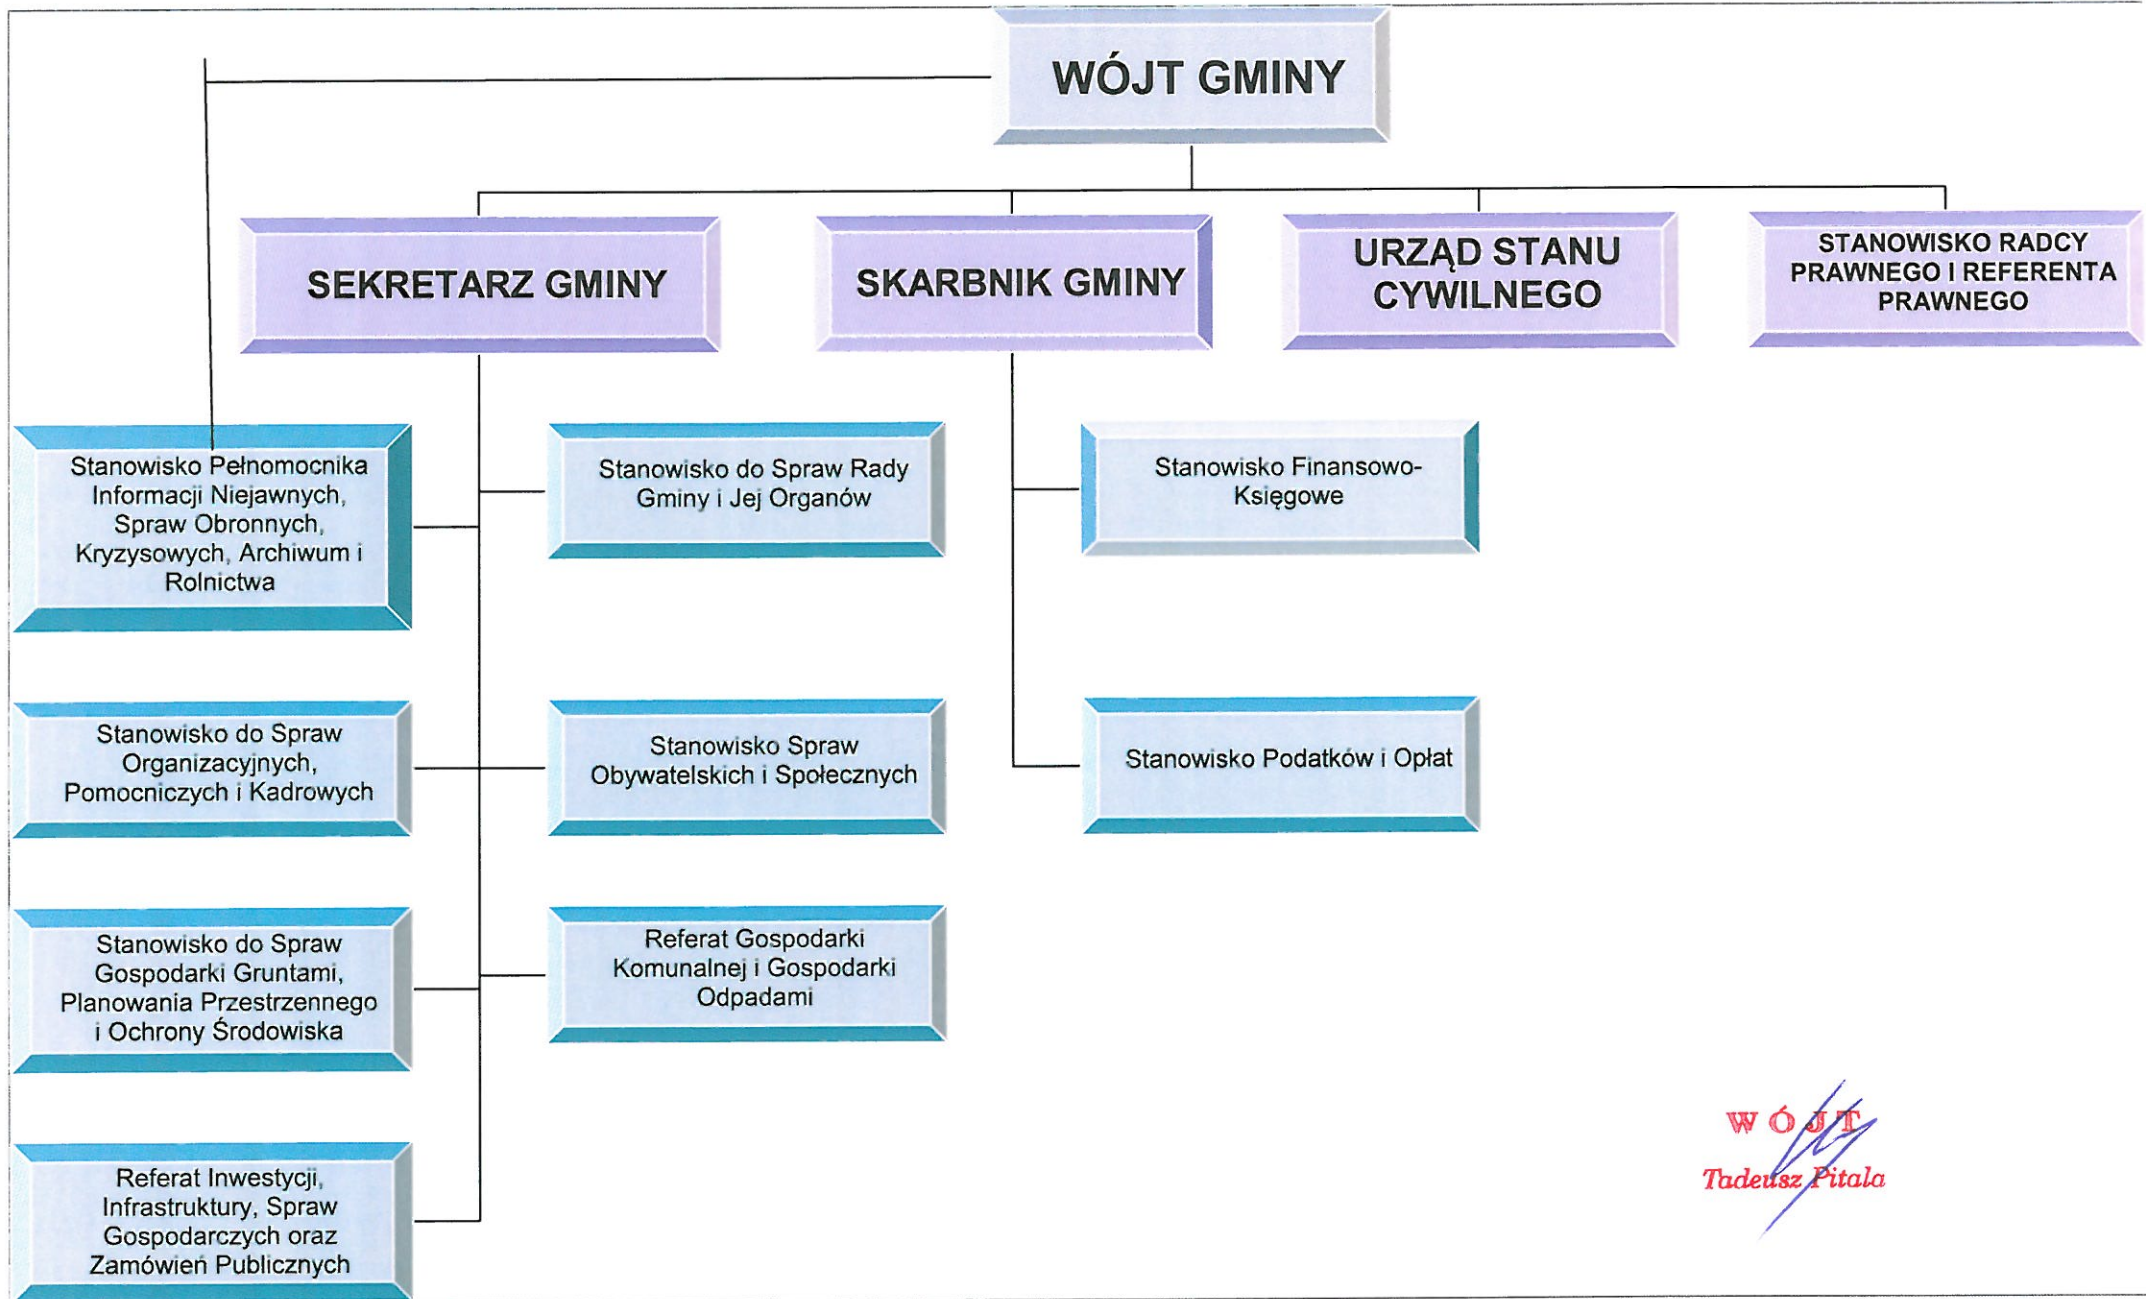 WÓJT GMINY
SEKRETARZ GMINY
SKARBNIK GMINY
URZĄD STANU
CYWILNEGO
STANOWISKO RADCY
PRAWNEGO I REFERENTA
PRAWNEGO
Stanowisko Pełnomocnika
Informacji Niejawnych,
Spraw Obronnych,
Kryzysowych, Archiwum i
Rolnictwa
Stanowisko do Spraw Rady
Gminy i Jej Organów
Stanowisko Finansowo-
Księgowe
Stanowisko do Spraw
Organizacyjnych,
Pomocniczych i Kadrowych
Stanowisko Spraw
Obywatelskich i Społecznych
Stanowisko Podatków i Opłat
Stanowisko do Spraw
Gospodarki Gruntami,
Planowania Przestrzennego
i Ochrony Środowiska
Referat Gospodarki
Komunalnej i Gospodarki
Odpadami
Referat Inwestycji,
Infrastruktury, Spraw
Gospodarczych oraz
Zamówień Publicznych
WÓJT
Tadeusz Pitala